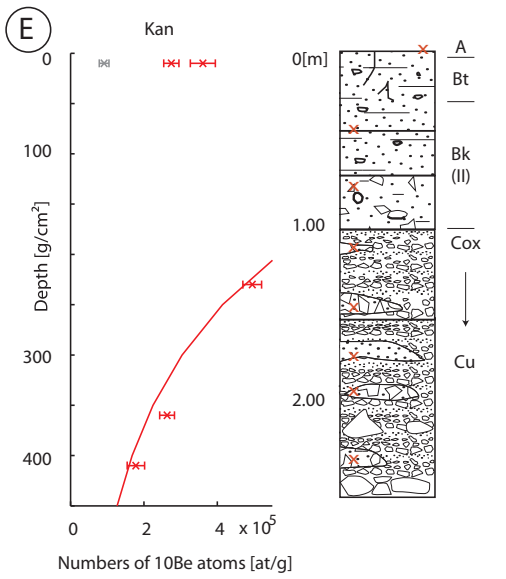 E
Kan
0
100
300
400
Depth [g/cm²]
0
2
4
x 10⁵
Numbers of 10Be atoms [at/g]
0[m]
1.00
2.00
A
Bt
Bk
(II)
Cox
Cu